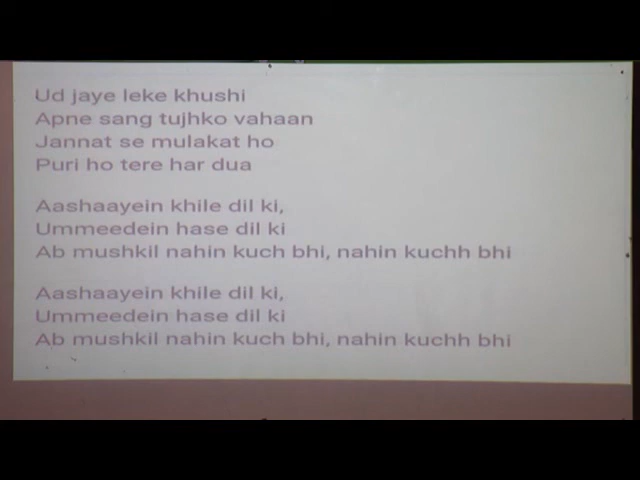 Ud jaye leke khushi
Apne sang tujhko vahaan
Jannat se mulakat ho
Puri ho tere har dua
Aashaayein khile dil ki,
Ummeedein hase dil ki
Ab mushkil nahin kuch bhi, nahin kuchh bhi
Aashaayein khile dil ki,
Ummeedein hase dil ki
Ab mushkil nahin kuch bhi, nahin kuchh bhi